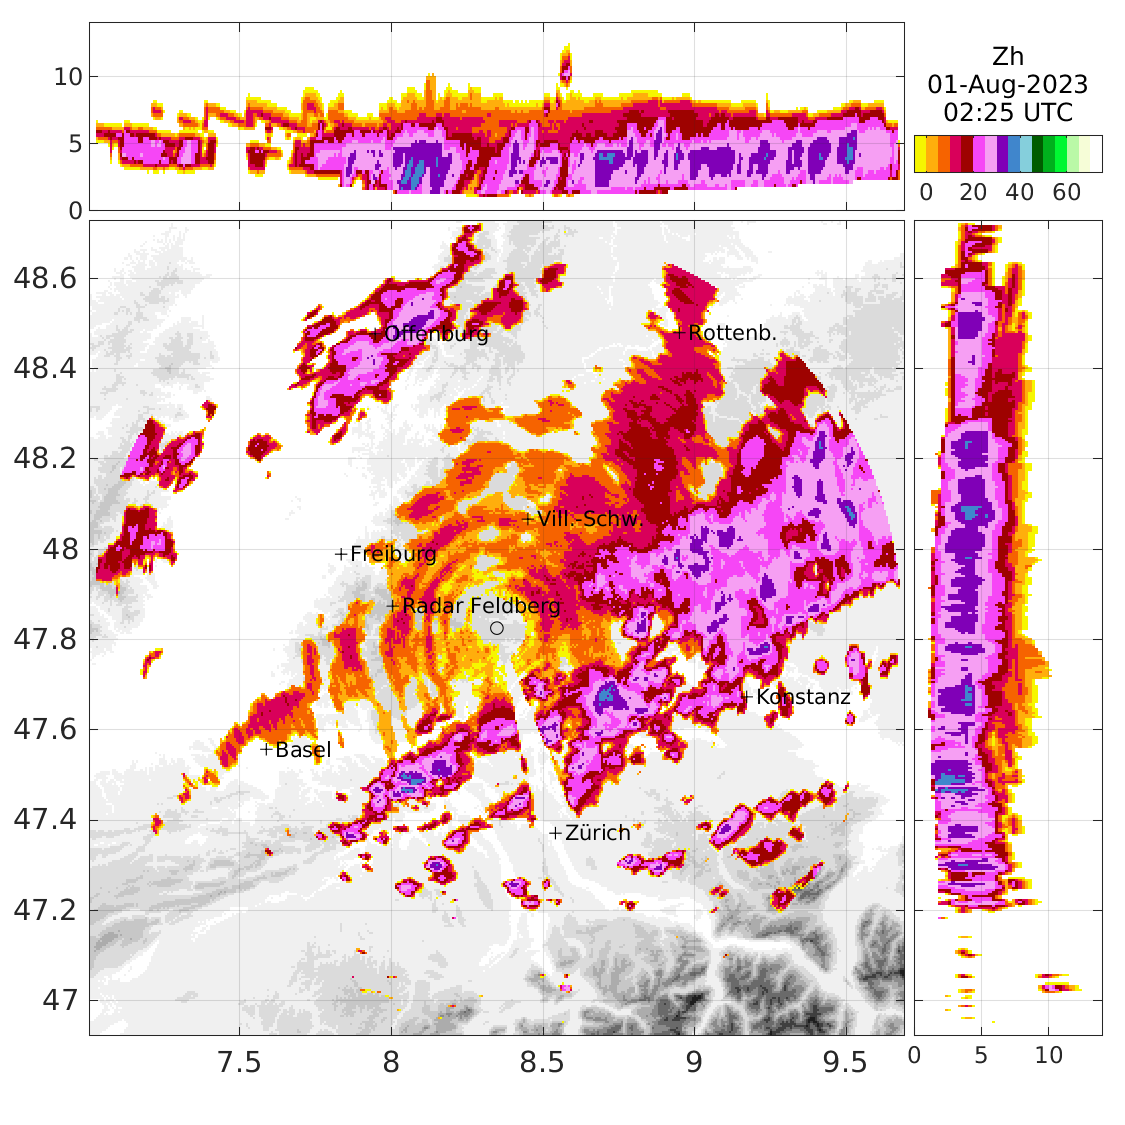 Zh
01-Aug-2023
02:25 UTC
10
5
0
0 20 40 60
48.6
48.4
48.2
48
47.8
47.6
47.4
47.2
47
+Offenburg
+Rottenb.
+Vill.-Schw.
+Freiburg
+Radar Feldberg
+Konstanz
+Basel
+Zürich
7.5 8 8.5 9 9.5
0 5 10